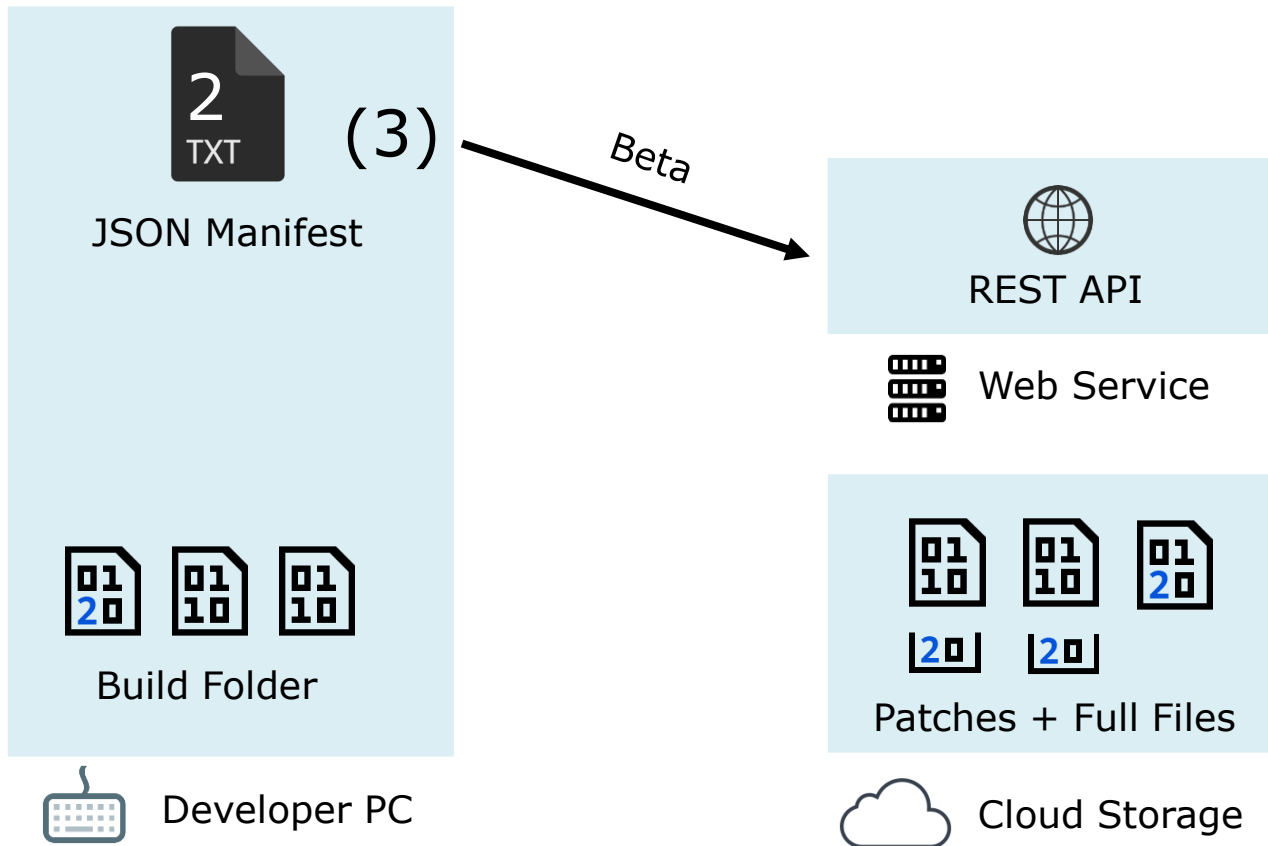 2
TXT
(3)
JSON Manifest
Beta
REST API
Web Service
01
20
01
10
01
10
Build Folder
01
10
01
10
01
20
20
20
Patches + Full Files
Developer PC
Cloud Storage